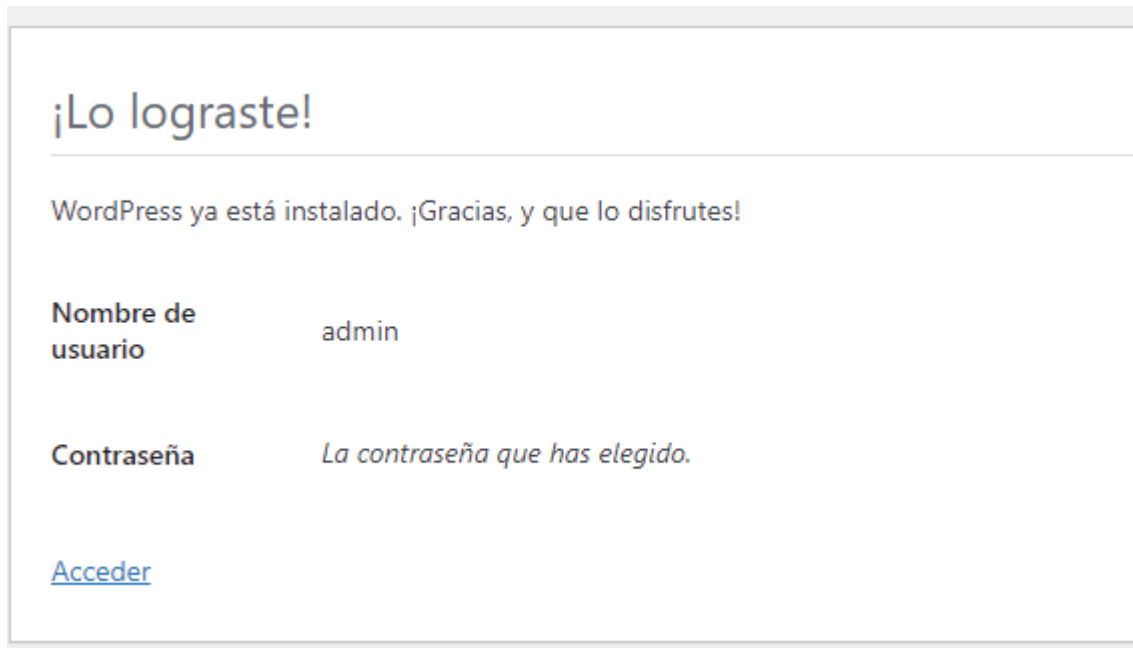 ¡Lo lograste!
WordPress ya está instalado. ¡Gracias, y que lo disfrutes!
Nombre de
usuario
admin
Contraseña
La contraseña que has elegido.
Acceder